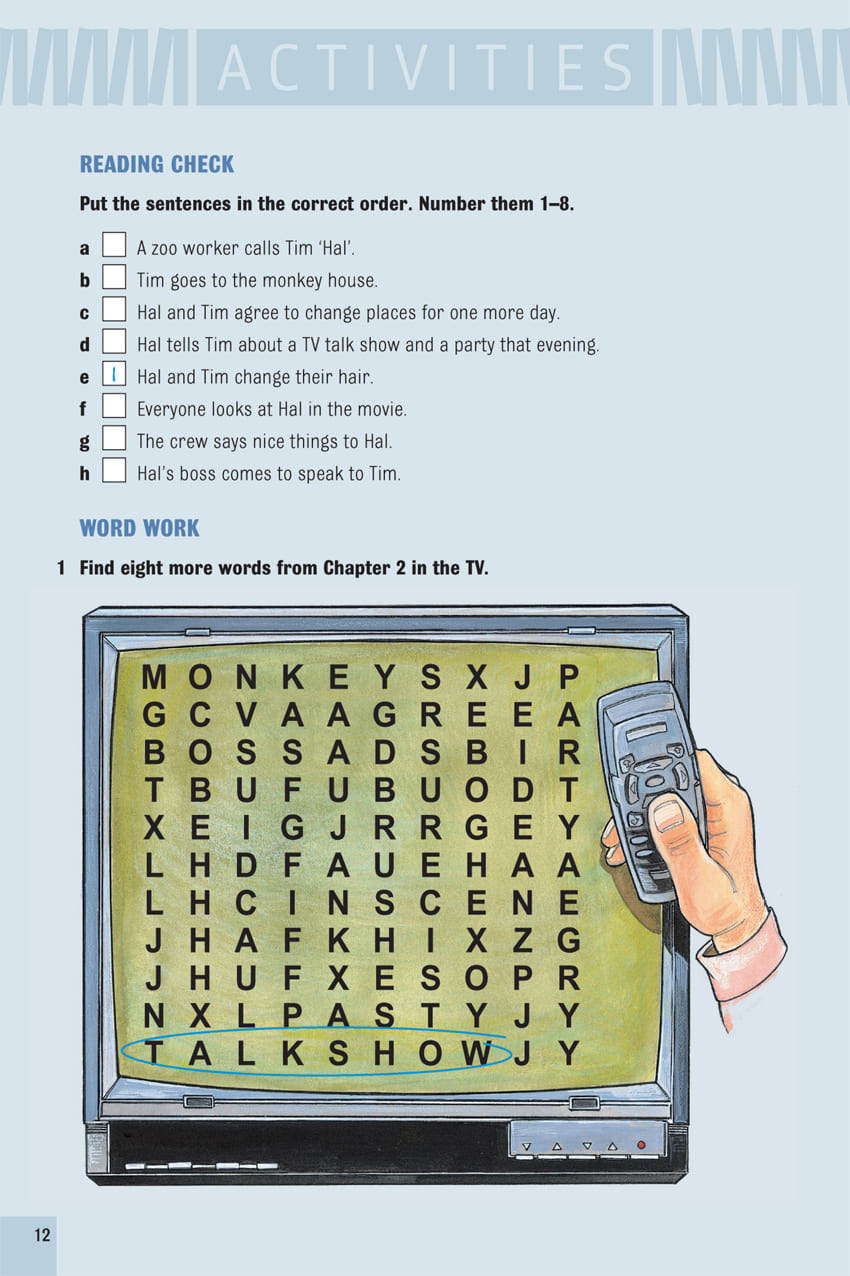 ACTIVITIES
READING CHECK
Put the sentences in the correct order. Number them 1–8.
a A zoo worker calls Tim ‘Hal’.
b Tim goes to the monkey house.
c Hal and Tim agree to change places for one more day.
d Hal tells Tim about a TV talk show and a party that evening.
e 1 Hal and Tim change their hair.
f Everyone looks at Hal in the movie.
g The crew says nice things to Hal.
h Hal’s boss comes to speak to Tim.
WORD WORK
1 Find eight more words from Chapter 2 in the TV.
M O N K E Y S X J P
G C V A A G R E E A
B O S S A D S B I R
T B U F U B U O D T
X E I G J R R G E Y
L H D F A U E H A A
L H C I N S C E N E
J H A F K H I X Z G
J H U F X E S O P R
N X L P A S T Y J Y
T A L K S H O W J Y
12